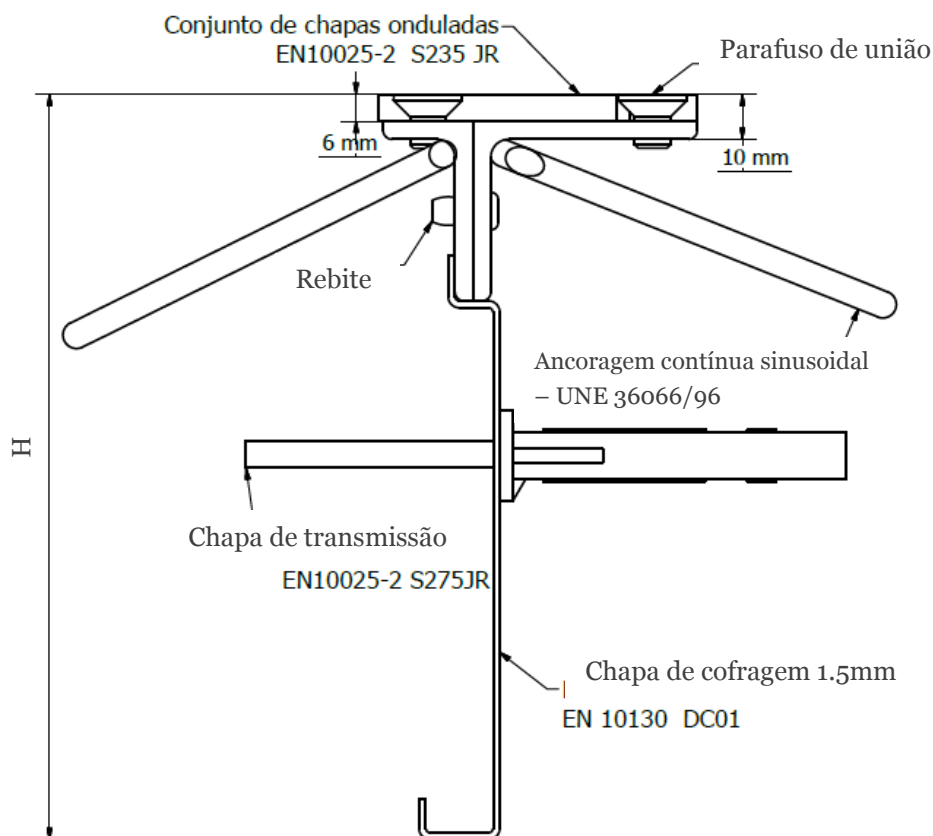 Conjunto de chapas onduladas
EN10025-2 S235 JR
Parafuso de união
6 mm
10 mm
Rebite
Ancoragem contínua sinusoidal
– UNE 36066/96
H
Chapa de transmissão
EN10025-2 S275JR
Chapa de cofragem 1.5mm
EN 10130 DC01